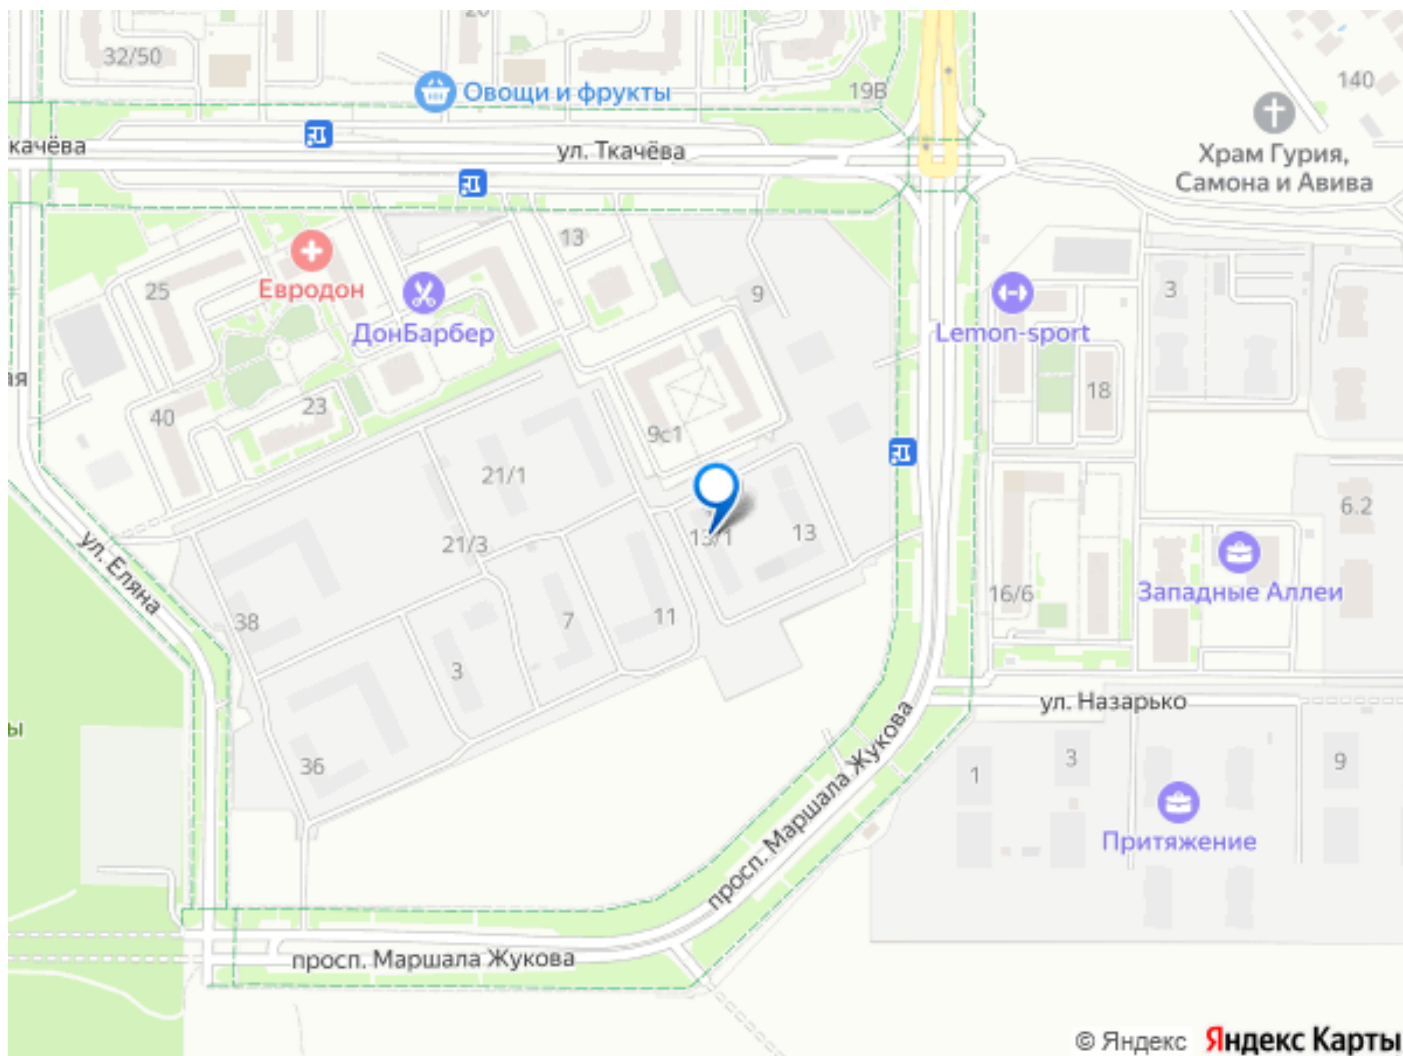 32/50
20
Овощи и фрукты
19В
140
Храм Гурия,
Самона и Авива
качёва
ул. Ткачёва
13
Евродон
25
ДонБарбер
9
3
Lemon-sport
ая
40
23
18
9с1
21/1
6.2
21/3
13/1
13
ул. Еляна
Западные Аллеи
38
7
11
16/6
3
ул. Назарько
ы
36
просп. Маршала Жукова
1
3
9
Притяжение
просп. Маршала Жукова
© Яндекс Яндекс Карты